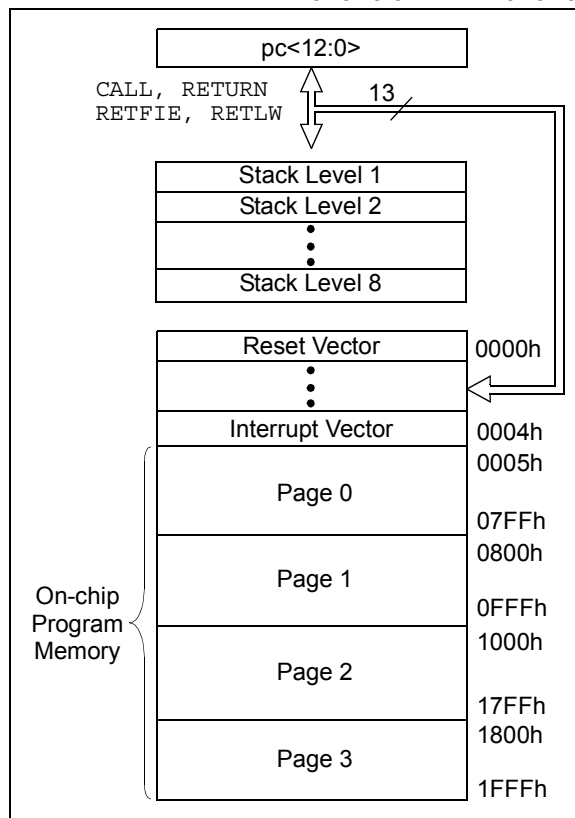 pc<12:0>
CALL, RETURN
RETFIE, RETLW
13
Stack Level 1
Stack Level 2
Stack Level 8
Reset Vector
0000h
Interrupt Vector
0004h
0005h
Page 0
07FFh
0800h
Page 1
0FFFh
On-chip
Program
Memory
1000h
Page 2
17FFh
1800h
Page 3
1FFFh